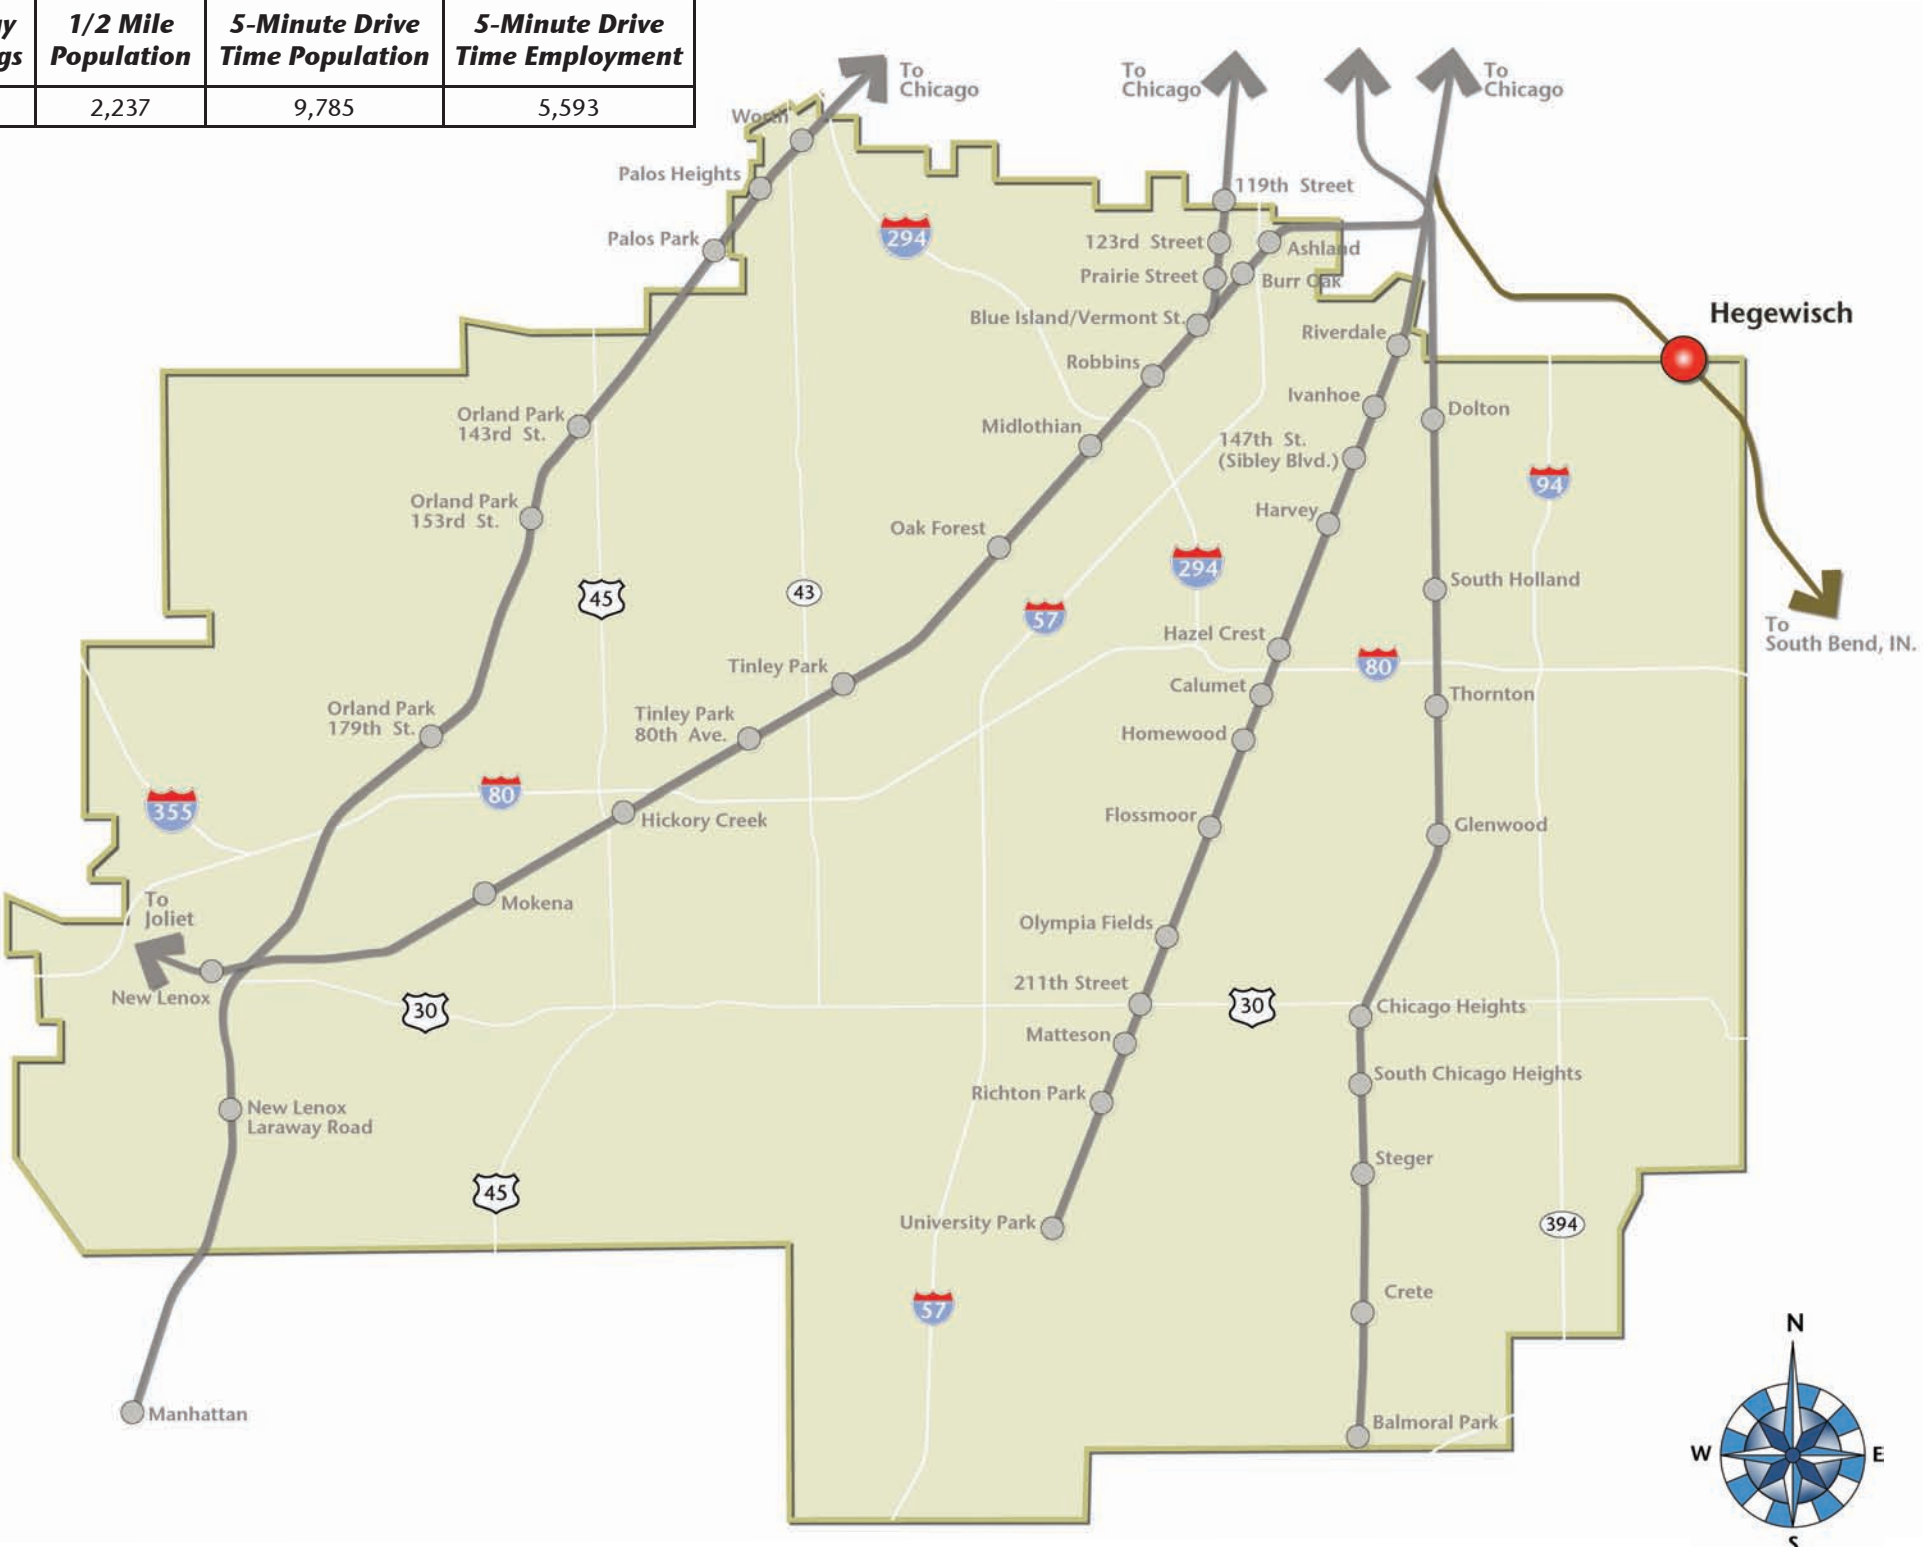 1/2 Mile
Population
5-Minute Drive
Time Population
5-Minute Drive
Time Employment
2,237
9,785
5,593
To
Chicago
To
Chicago
To
Chicago
Worth
Palos Heights
Palos Park
119th Street
123rd Street
Ashland
Prairie Street
Burr Oak
Blue Island/Vermont St.
Riverdale
Hegewisch
Robbins
Ivanhoe
Dolton
Orland Park
143rd St.
Midlothian
147th St.
(Sibley Blvd.)
Orland Park
153rd St.
Harvey
Oak Forest
South Holland
294
94
294
45
43
57
To
South Bend, IN.
Hazel Crest
80
Tinley Park
Calumet
Thornton
Orland Park
179th St.
Tinley Park
80th Ave.
Homewood
355
80
Hickory Creek
Flossmoor
Glenwood
Mokena
To
Joliet
Olympia Fields
New Lenox
211th Street
30
30
Chicago Heights
Matteson
South Chicago Heights
Richton Park
New Lenox
Laraway Road
Steger
45
University Park
394
57
Crete
Manhattan
Balmoral Park
N
W
E
S